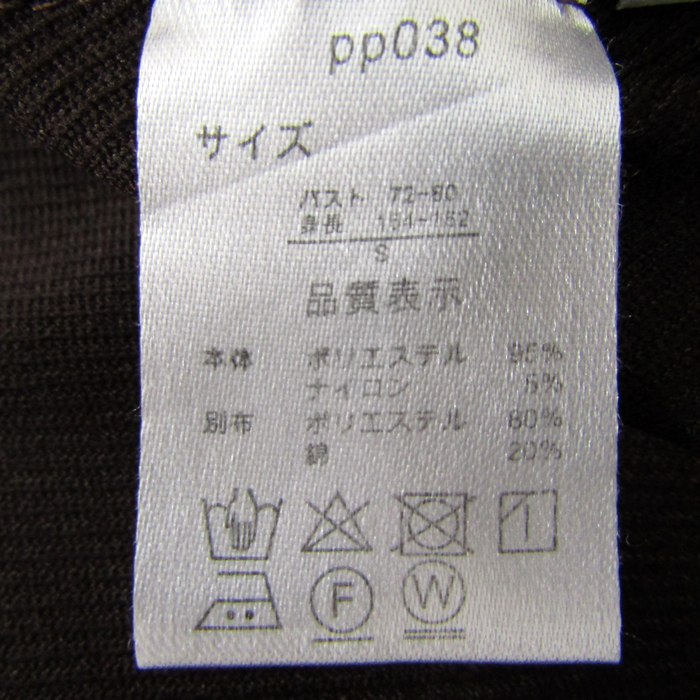 pp038
サイズ
バスト 72-80
身長 154-162
S
品質表示
本体 ポリエステル 95%
ナイロン 5%
別布 ポリエステル 80%
綿 20%
F W